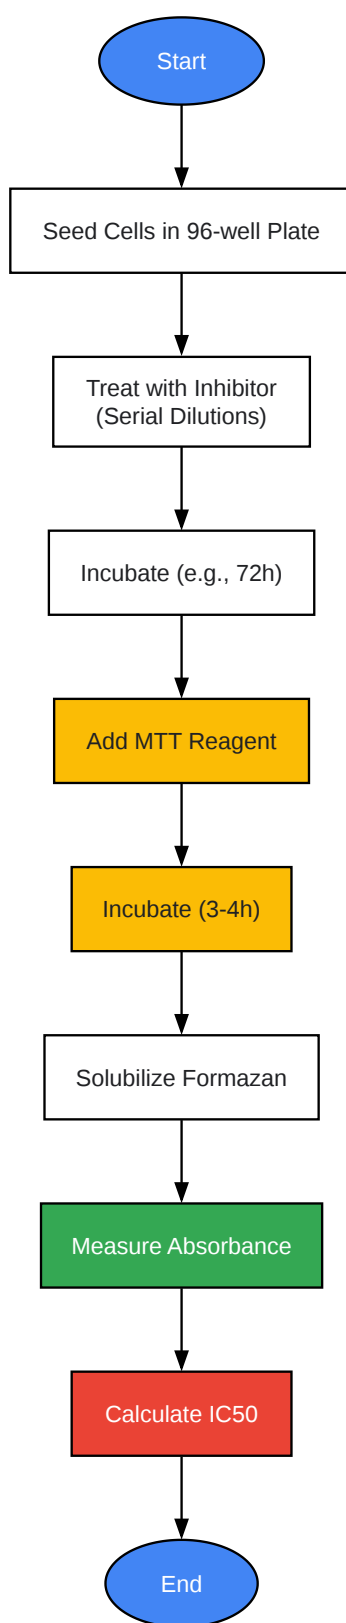 Start
Seed Cells in 96-well Plate
Treat with Inhibitor
(Serial Dilutions)
Incubate (e.g., 72h)
Add MTT Reagent
Incubate (3-4h)
Solubilize Formazan
Measure Absorbance
Calculate IC50
End